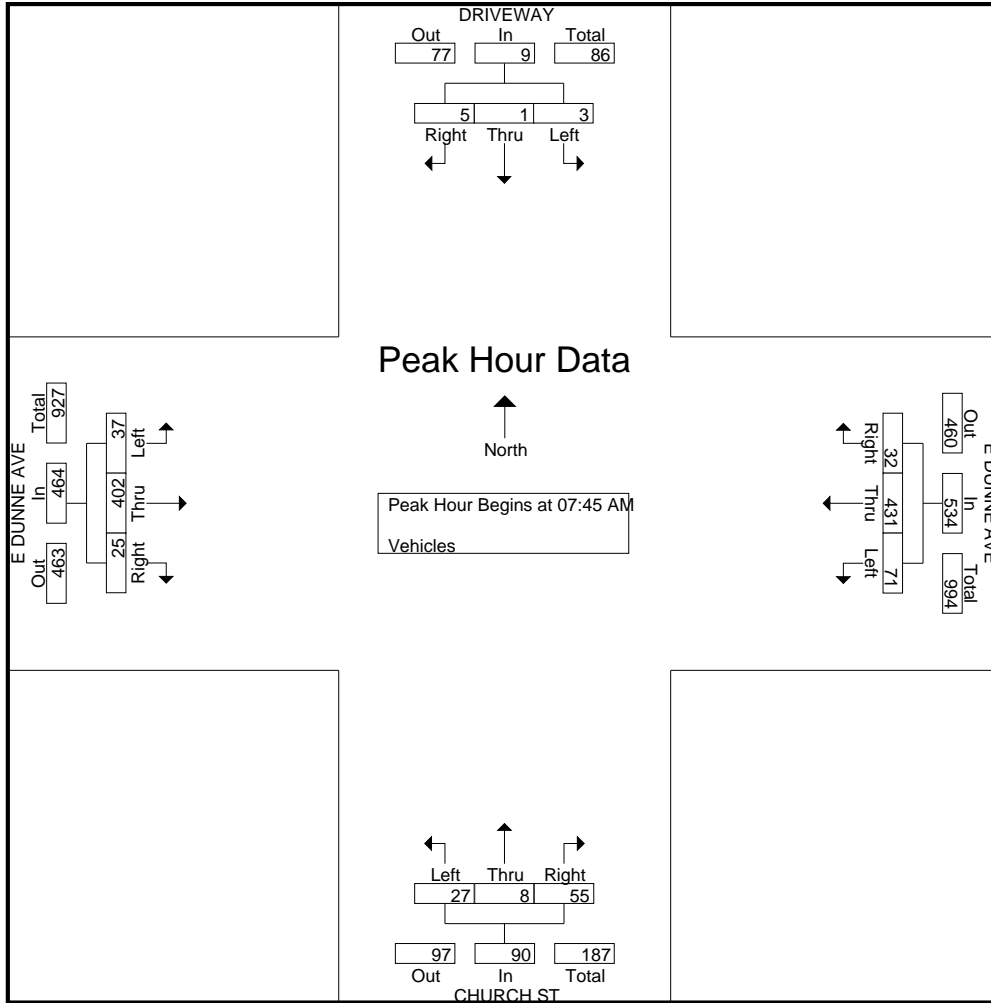 DRIVEWAY
Out In Total
77 9 86
5 1 3
Right Thru Left
Peak Hour Data
North
Peak Hour Begins at 07:45 AM
Vehicles
E DUNNE AVE
Out In Total
463 464 927
25 402 37
Right Thru Left
E DUNNE AVE
Out In Total
460 534 994
32 431 71
Right Thru Left
Left Thru Right
27 8 55
97 90 187
Out In Total
CHURCH ST